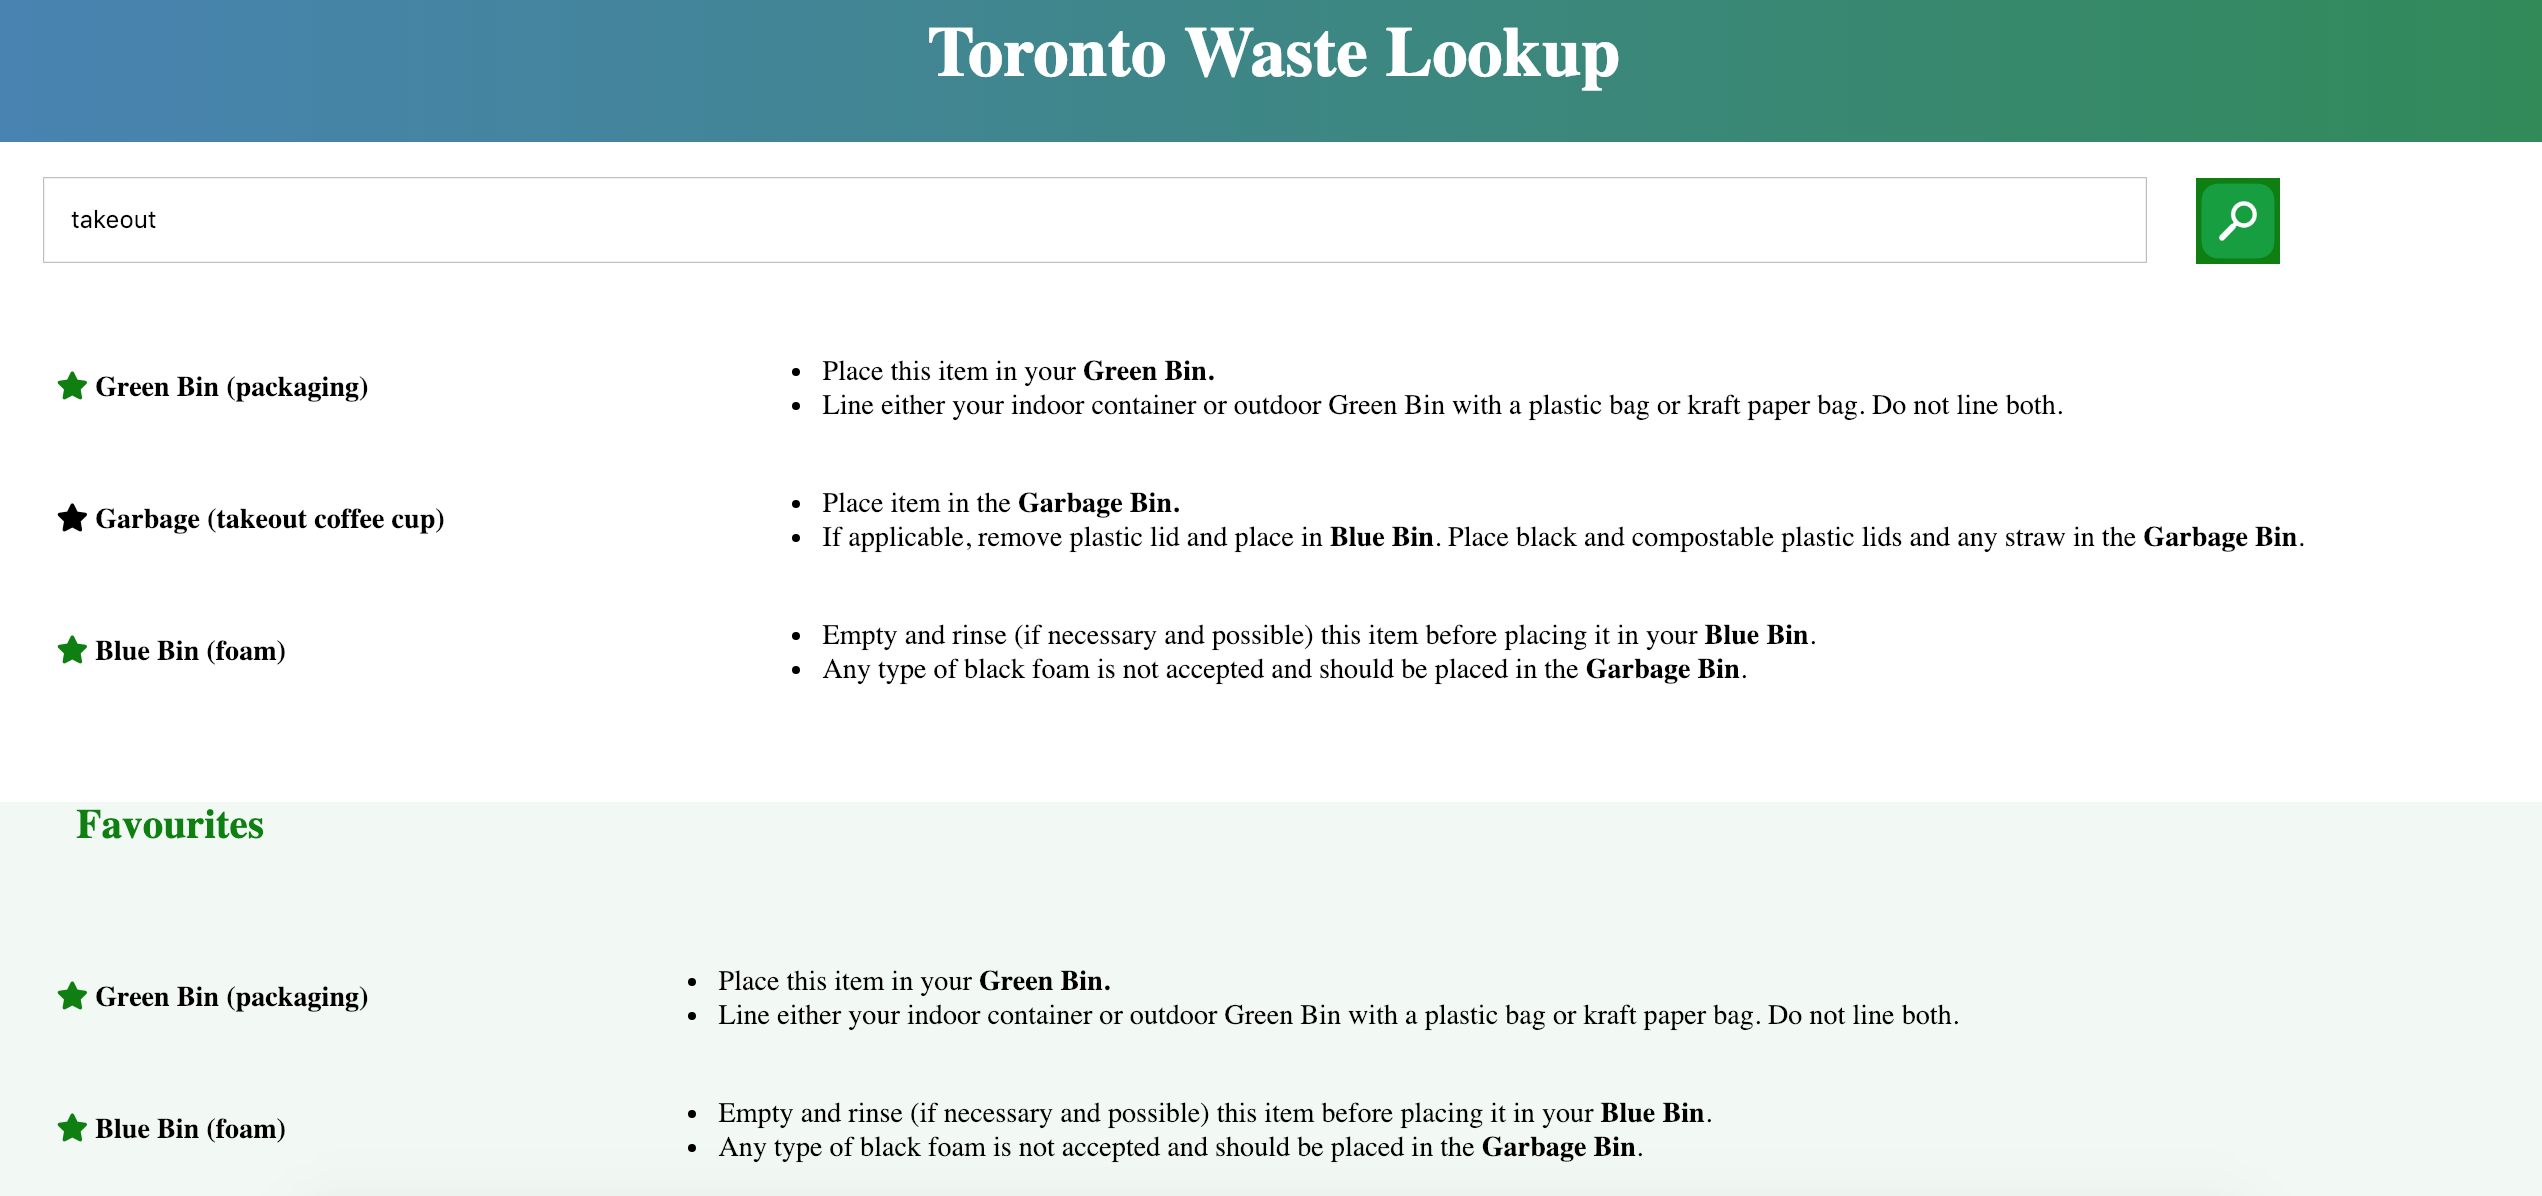 Toronto Waste Lookup
takeout
Green Bin (packaging)
Place this item in your Green Bin.
Line either your indoor container or outdoor Green Bin with a plastic bag or kraft paper bag. Do not line both.
Garbage (takeout coffee cup)
Place item in the Garbage Bin.
If applicable, remove plastic lid and place in Blue Bin. Place black and compostable plastic lids and any straw in the Garbage Bin.
Blue Bin (foam)
Empty and rinse (if necessary and possible) this item before placing it in your Blue Bin.
Any type of black foam is not accepted and should be placed in the Garbage Bin.
Favourites
Green Bin (packaging)
Place this item in your Green Bin.
Line either your indoor container or outdoor Green Bin with a plastic bag or kraft paper bag. Do not line both.
Blue Bin (foam)
Empty and rinse (if necessary and possible) this item before placing it in your Blue Bin.
Any type of black foam is not accepted and should be placed in the Garbage Bin.